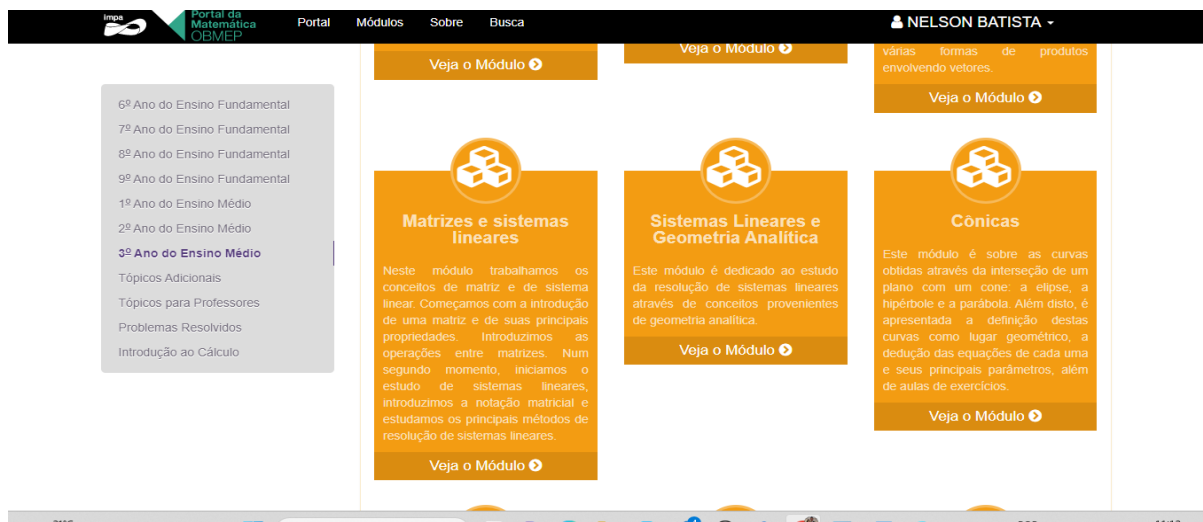 impa
Portal da
Matemática
OBMEP
Portal Módulos Sobre Busca
NELSON BATISTA
Veja o Módulo
Veja o Módulo
várias formas de produtos
envolvendo vetores.
Veja o Módulo
6º Ano do Ensino Fundamental
7º Ano do Ensino Fundamental
8º Ano do Ensino Fundamental
9º Ano do Ensino Fundamental
1º Ano do Ensino Médio
2º Ano do Ensino Médio
3º Ano do Ensino Médio
Tópicos Adicionais
Tópicos para Professores
Problemas Resolvidos
Introdução ao Cálculo
Matrizes e sistemas
lineares
Neste módulo trabalhamos os
conceitos de matriz e de sistema
linear. Começamos com a introdução
de uma matriz e de suas principais
propriedades. Introduzimos as
operações entre matrizes. Num
segundo momento, iniciamos o
estudo de sistemas lineares,
introduzimos a notação matricial e
estudamos os principais métodos de
resolução de sistemas lineares.
Veja o Módulo
Sistemas Lineares e
Geometria Analítica
Este módulo é dedicado ao estudo
da resolução de sistemas lineares
através de conceitos provenientes
de geometria analítica.
Veja o Módulo
Cônicas
Este módulo é sobre as curvas
obtidas através da interseção de um
plano com um cone: a elipse, a
hipérbole e a parábola. Além disto, é
apresentada a definição destas
curvas como lugar geométrico, a
dedução das equações de cada uma
e seus principais parâmetros, além
de aulas de exercícios.
Veja o Módulo